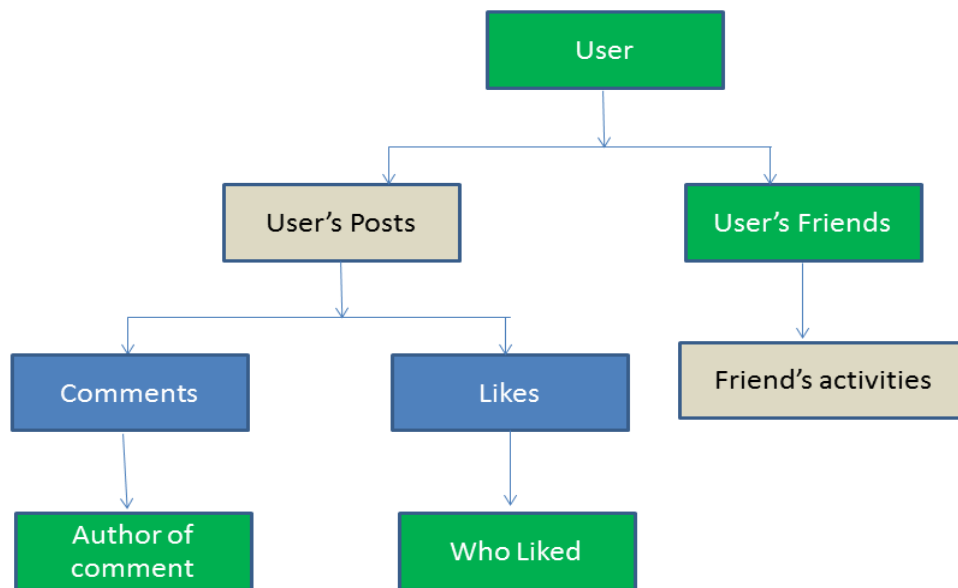 User
User’s Posts
User’s Friends
Comments
Likes
Friend’s activities
Author of
comment
Who Liked